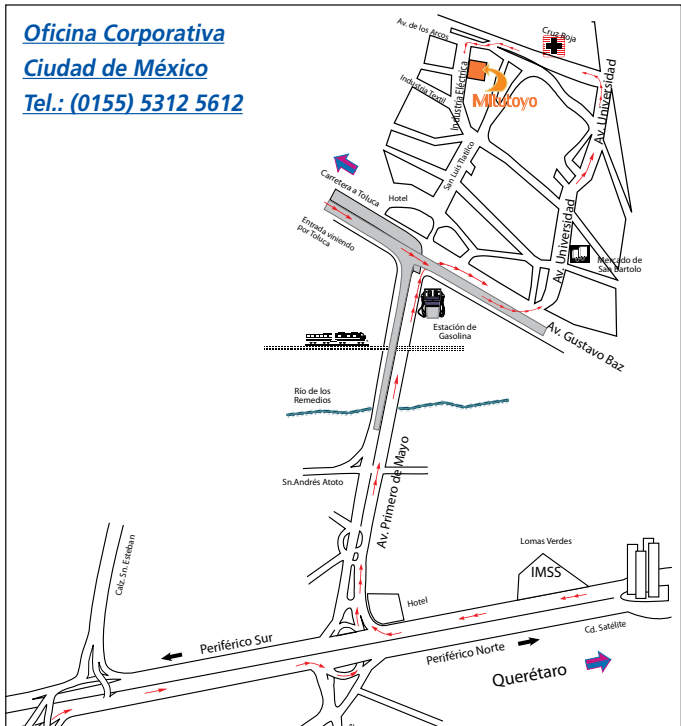 Oficina Corporativa
Ciudad de México
Tel.: (0155) 5312 5612
Av. de los Arcos
Cruz Roja
Industria Eléctrica
Industria Textil
Mitutoyo
Av. Universidad
San Luis Tlatilco
Carretera a Toluca
Hotel
Entrada viniendo
por Toluca
Av. Universidad
Mercado de
San Bartolo
Estación de
Gasolina
Av. Gustavo Baz
Río de los
Remedios
Av. Primero de Mayo
Sn.Andrés Atoto
Calz. Sn. Esteban
Lomas Verdes
IMSS
Hotel
Cd. Satélite
Periférico Sur
Periférico Norte
Querétaro